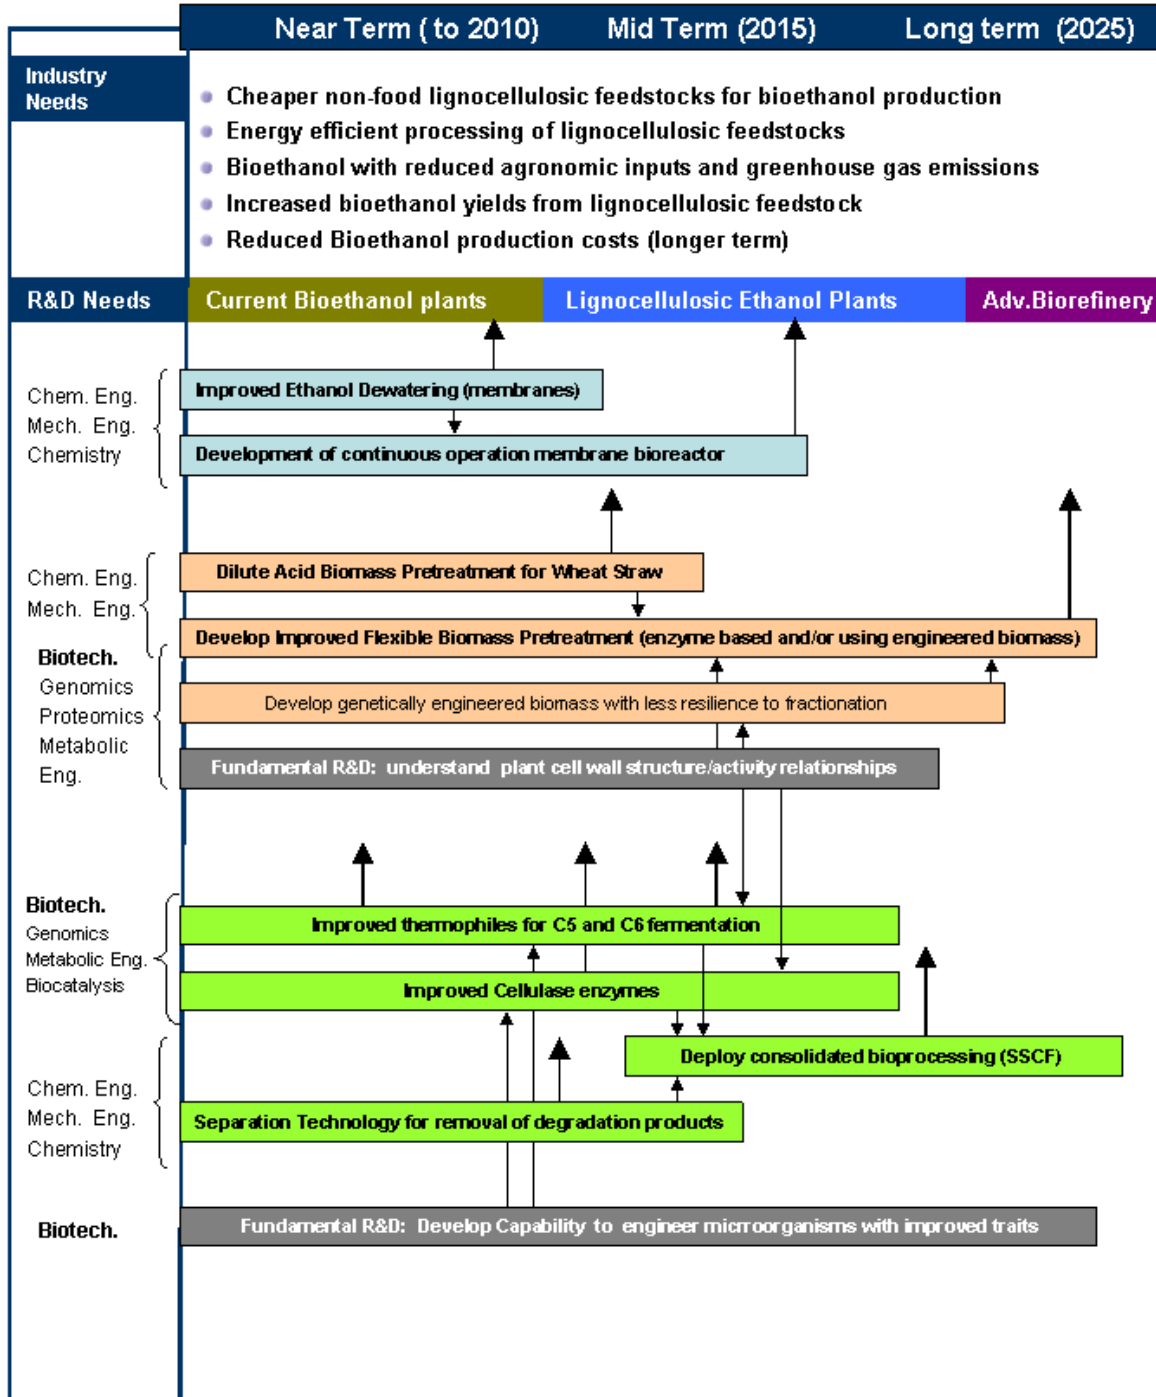 Near Term ( to 2010) Mid Term (2015) Long term (2025)
Industry
Needs
Cheaper non-food lignocellulosic feedstocks for bioethanol production
Energy efficient processing of lignocellulosic feedstocks
Bioethanol with reduced agronomic inputs and greenhouse gas emissions
Increased bioethanol yields from lignocellulosic feedstock
Reduced Bioethanol production costs (longer term)
R&D Needs Current Bioethanol plants Lignocellulosic Ethanol Plants Adv.Biorefinery
Chem. Eng.
Mech. Eng.
Chemistry
Improved Ethanol Dewatering (membranes)
Development of continuous operation membrane bioreactor
Chem. Eng.
Mech. Eng.
Dilute Acid Biomass Pretreatment for Wheat Straw
Develop Improved Flexible Biomass Pretreatment (enzyme based and/or using engineered biomass)
Biotech.
Genomics
Proteomics
Metabolic
Eng.
Develop genetically engineered biomass with less resilience to fractionation
Fundamental R&D: understand plant cell wall structure/activity relationships
Biotech.
Genomics
Metabolic Eng.
Biocatalysis
Improved thermophiles for C5 and C6 fermentation
Improved Cellulase enzymes
Deploy consolidated bioprocessing (SSCF)
Chem. Eng.
Mech. Eng.
Chemistry
Separation Technology for removal of degradation products
Biotech.
Fundamental R&D: Develop Capability to engineer micrroorganisms with improved traits